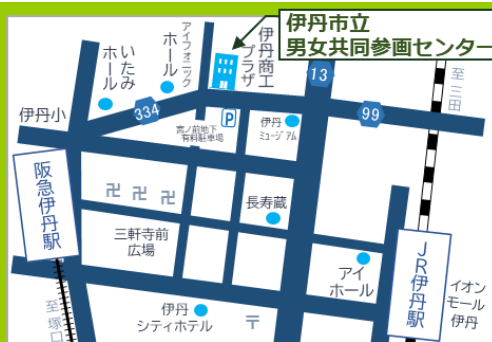 伊丹市立
男女共同参画センター
伊丹商工
プラザ
アイフォニック
ホール
いたみ
ホール
至三田
13
334
99
伊丹小
P
宮ノ前地下
有料駐車場
伊丹
ミュージアム
阪急伊丹駅
卍 卍 卍
長寿蔵
三軒寺前
広場
アイ
ホール
JR伊丹駅
イオン
モール
伊丹
至塚口
伊丹
シティホテル
〒